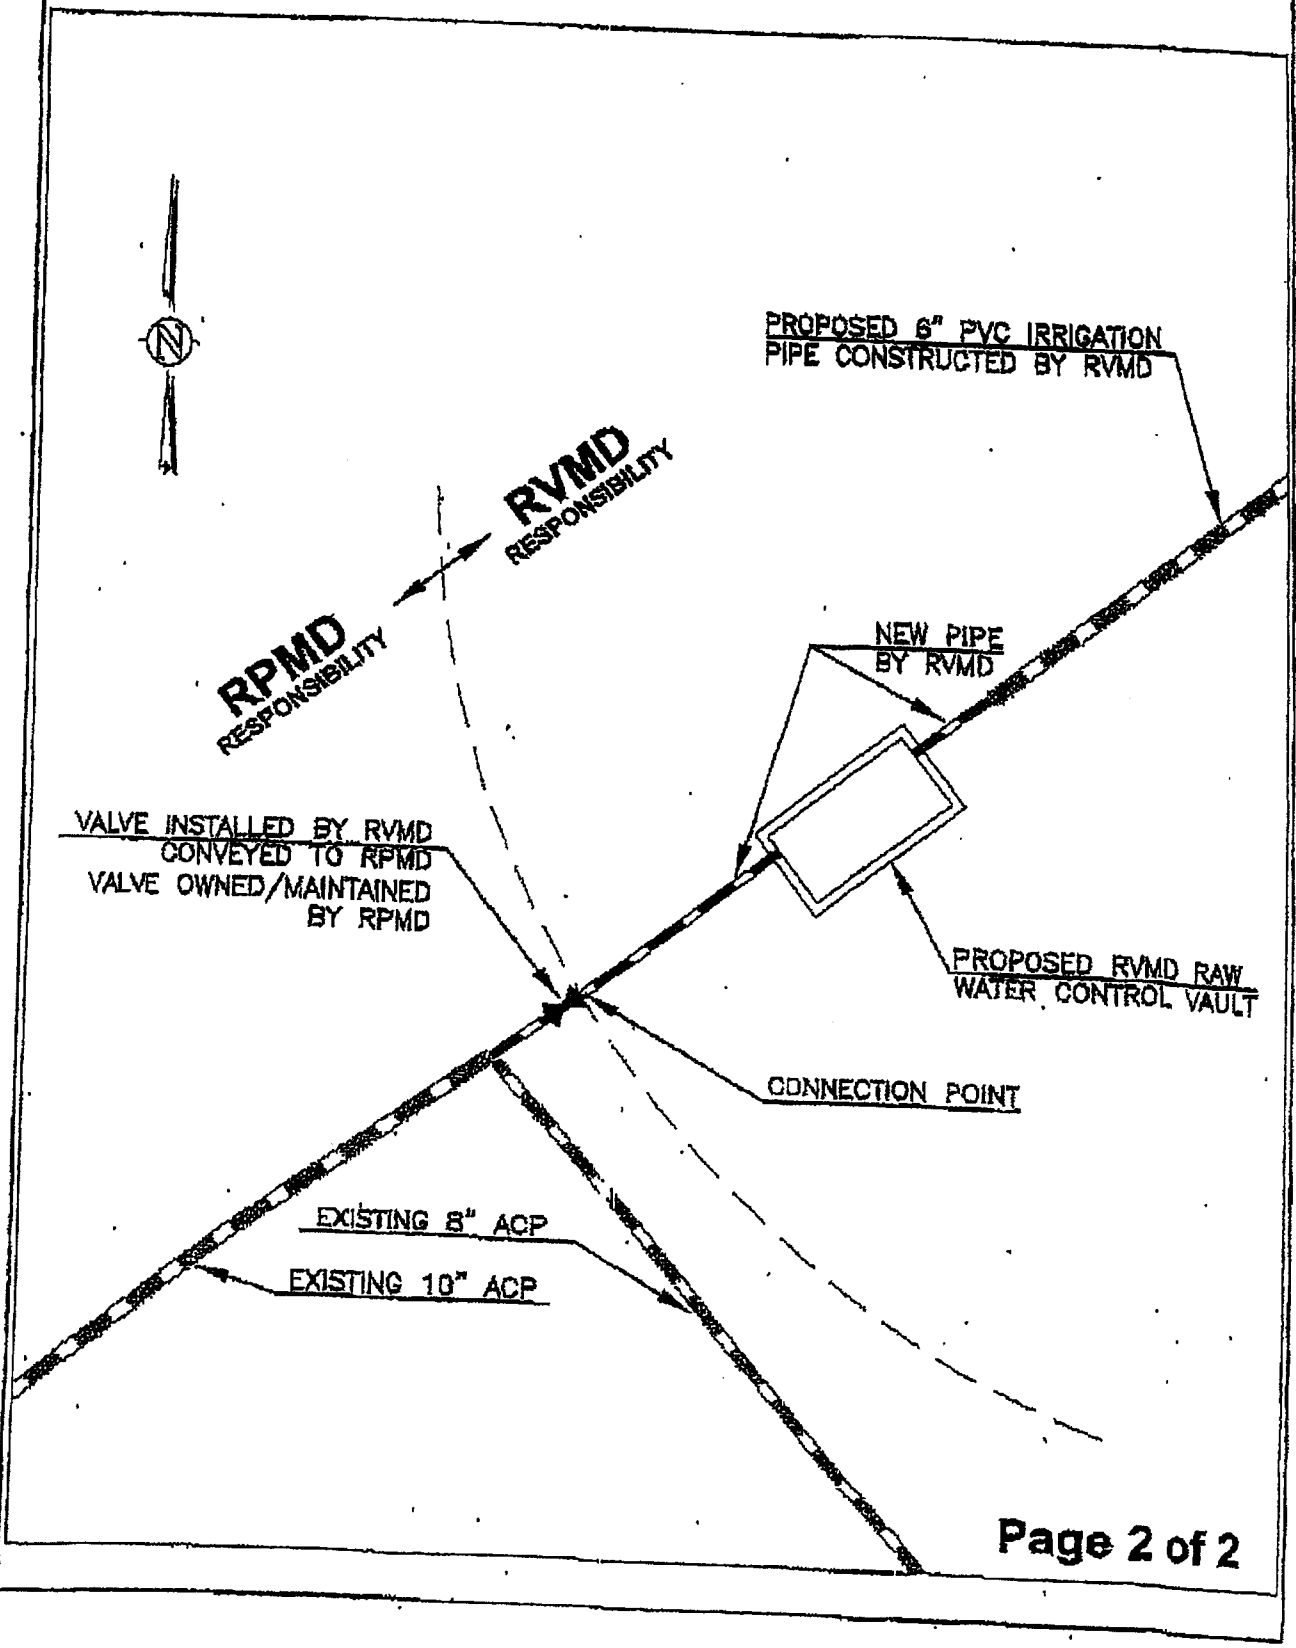 N
PROPOSED 6" PVC IRRIGATION
PIPE CONSTRUCTED BY RVMD
RVMD
RESPONSIBILITY
RPMD
RESPONSIBILITY
NEW PIPE
BY RVMD
VALVE INSTALLED BY RVMD
CONVEYED TO RPMD
VALVE OWNED/MAINTAINED
BY RPMD
PROPOSED RVMD RAW
WATER CONTROL VAULT
CONNECTION POINT
EXISTING 8" ACP
EXISTING 10" ACP
Page 2 of 2